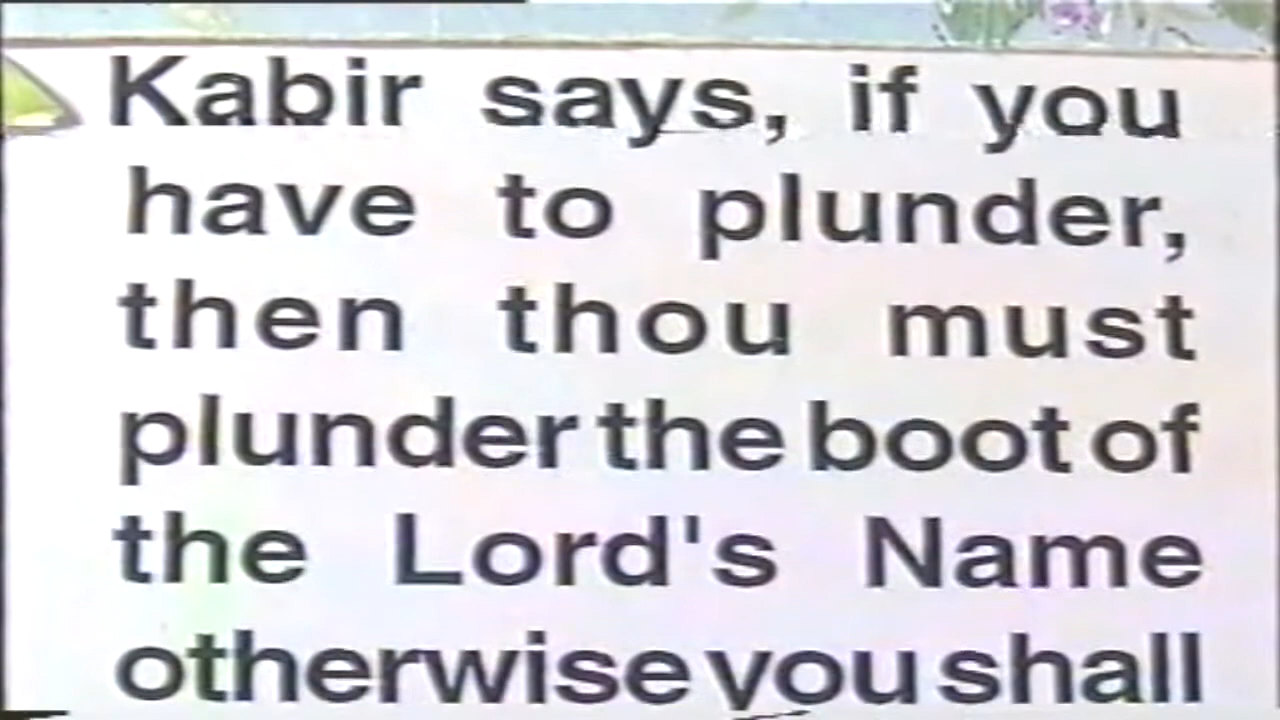 Kabir says, if you
have to plunder,
then thou must
plunder the boot of
the Lord's Name
otherwise you shall